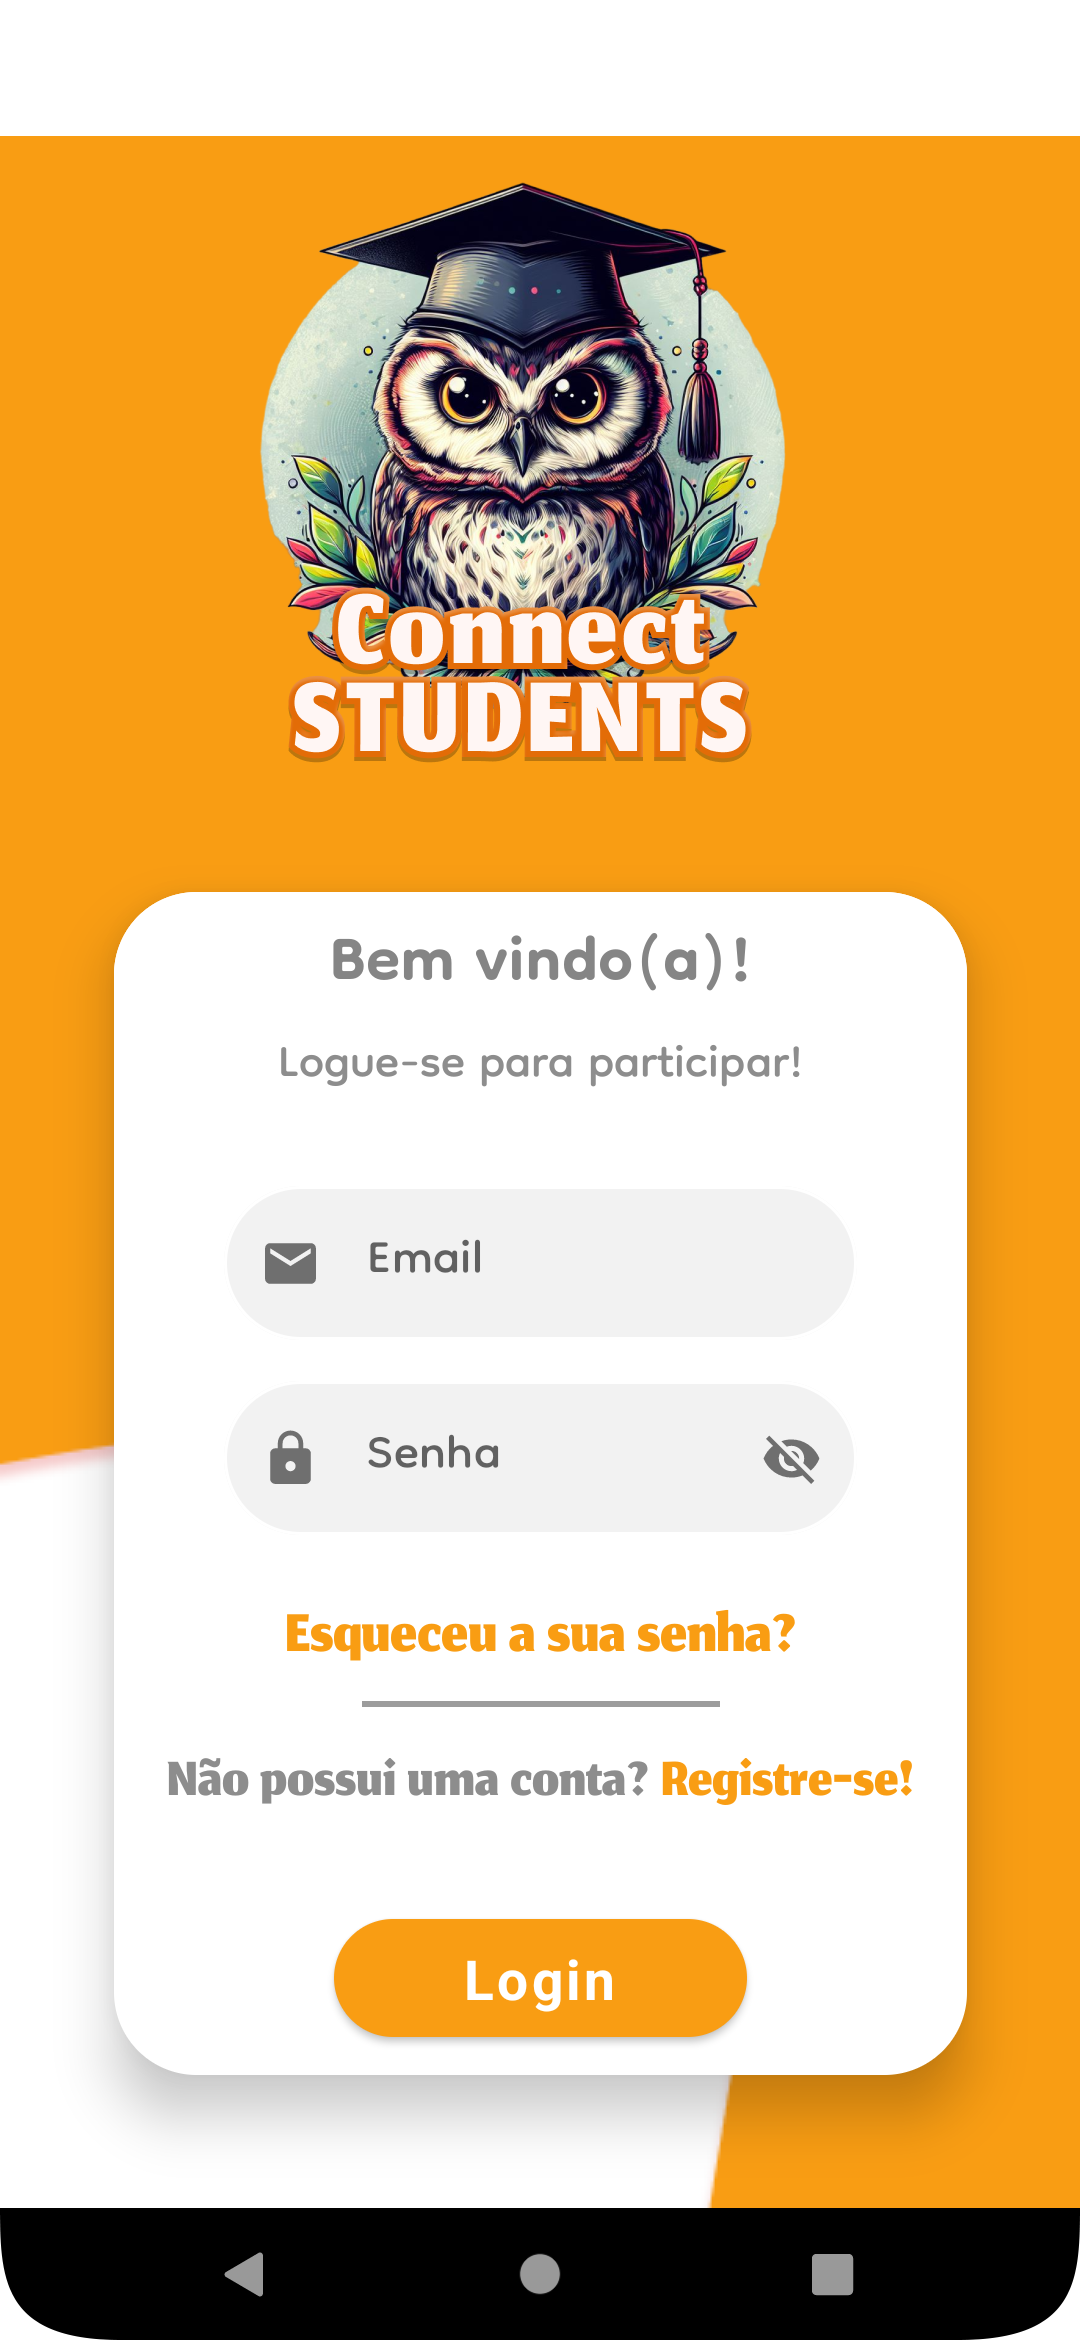 Connect
STUDENTS
Bem vindo(a)!
Logue-se para participar!
Email
Senha
Esqueceu a sua senha?
Não possui uma conta? Registre-se!
Login